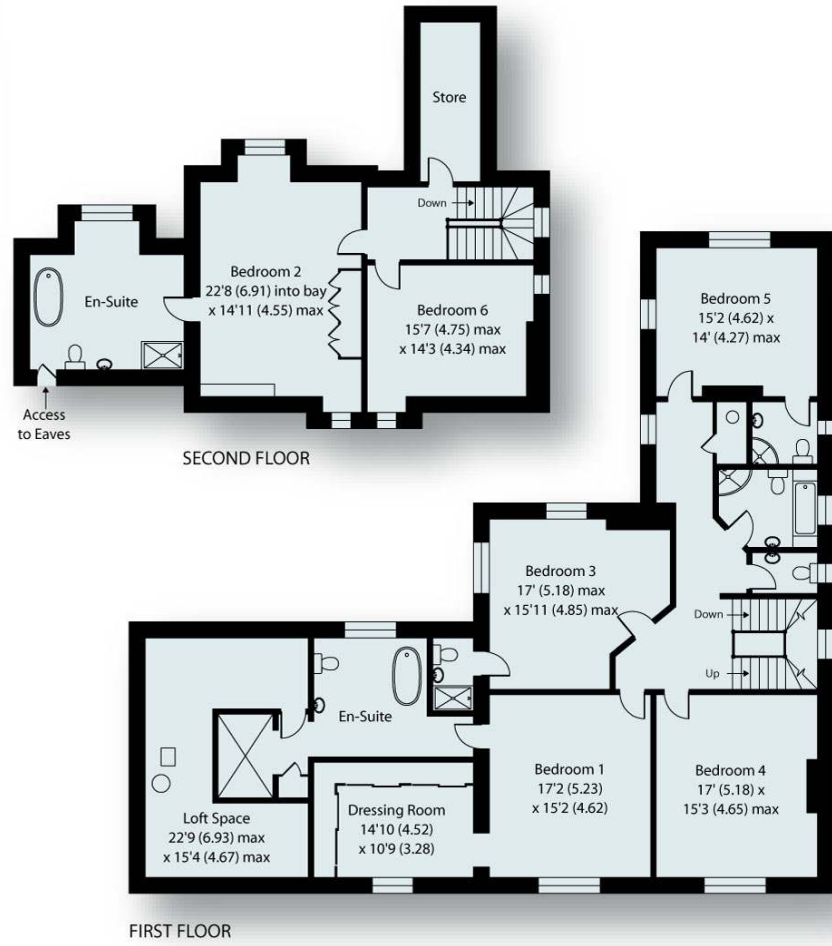 Store
Down
Bedroom 2
22'8 (6.91) into bay
x 14'11 (4.55) max
En-Suite
Bedroom 6
15'7 (4.75) max
x 14'3 (4.34) max
Access
to Eaves
SECOND FLOOR
Bedroom 5
15'2 (4.62) x
14' (4.27) max
Bedroom 3
17' (5.18) max
x 15'11 (4.85) max
Down
Up
En-Suite
Bedroom 1
17'2 (5.23)
x 15'2 (4.62)
Bedroom 4
17' (5.18) x
15'3 (4.65) max
Loft Space
22'9 (6.93) max
x 15'4 (4.67) max
Dressing Room
14'10 (4.52)
x 10'9 (3.28)
FIRST FLOOR